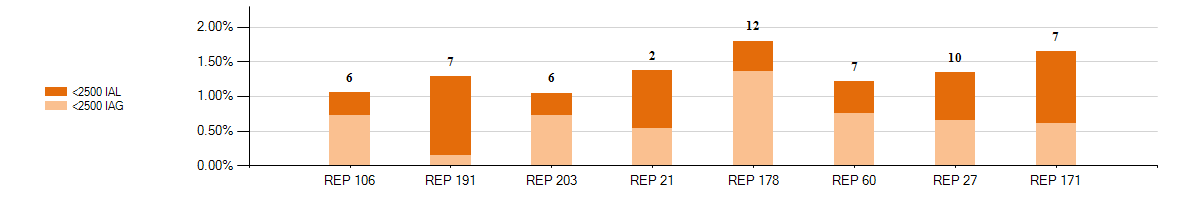 2.00%
1.50%
1.00%
0.50%
0.00%
<2500 IAL
<2500 IAG
6
7
6
2
12
7
10
7
REP 106
REP 191
REP 203
REP 21
REP 178
REP 60
REP 27
REP 171